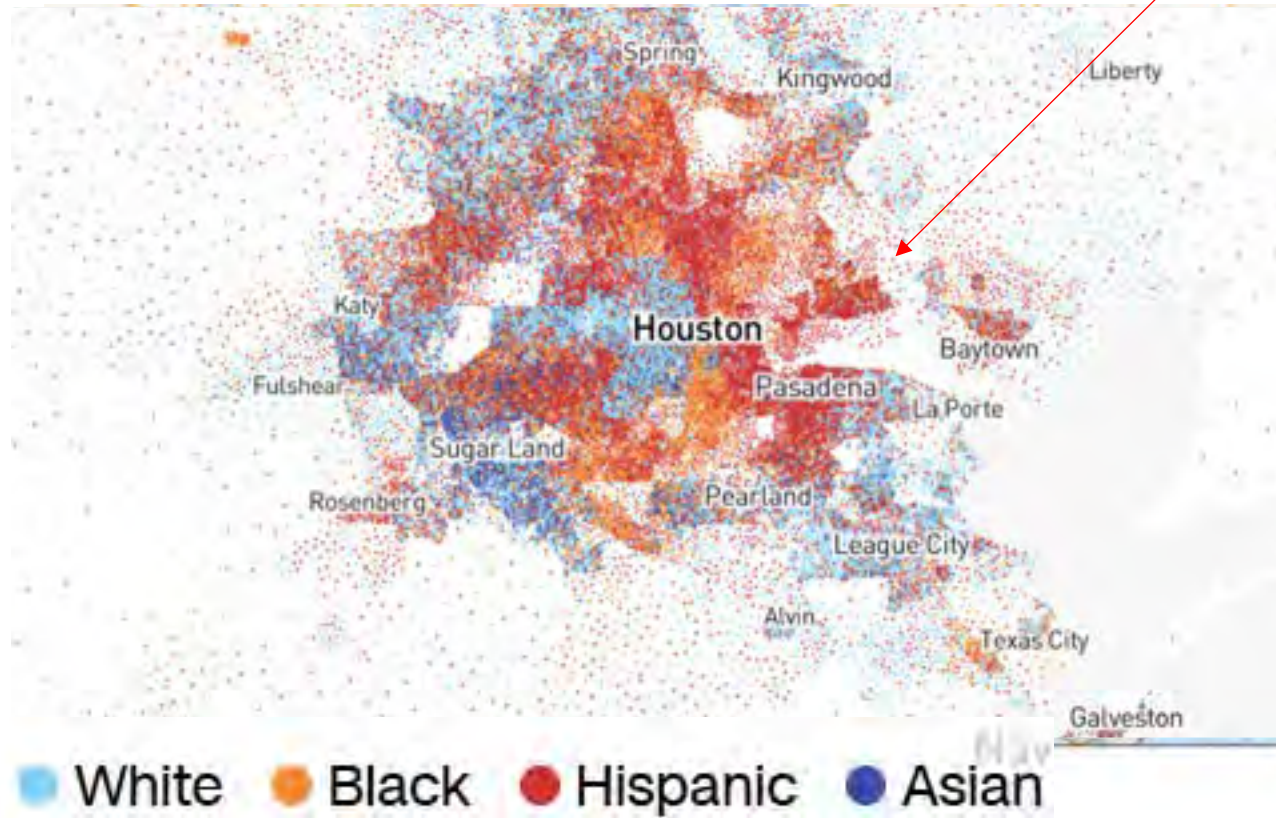 Spring
Kingwood
Liberty
Katy
Houston
Baytown
Fulshear
Pasadena
La Porte
Sugar Land
Rosenberg
Pearland
League City
Alvin
Texas City
Galveston
Nav
White Black Hispanic Asian